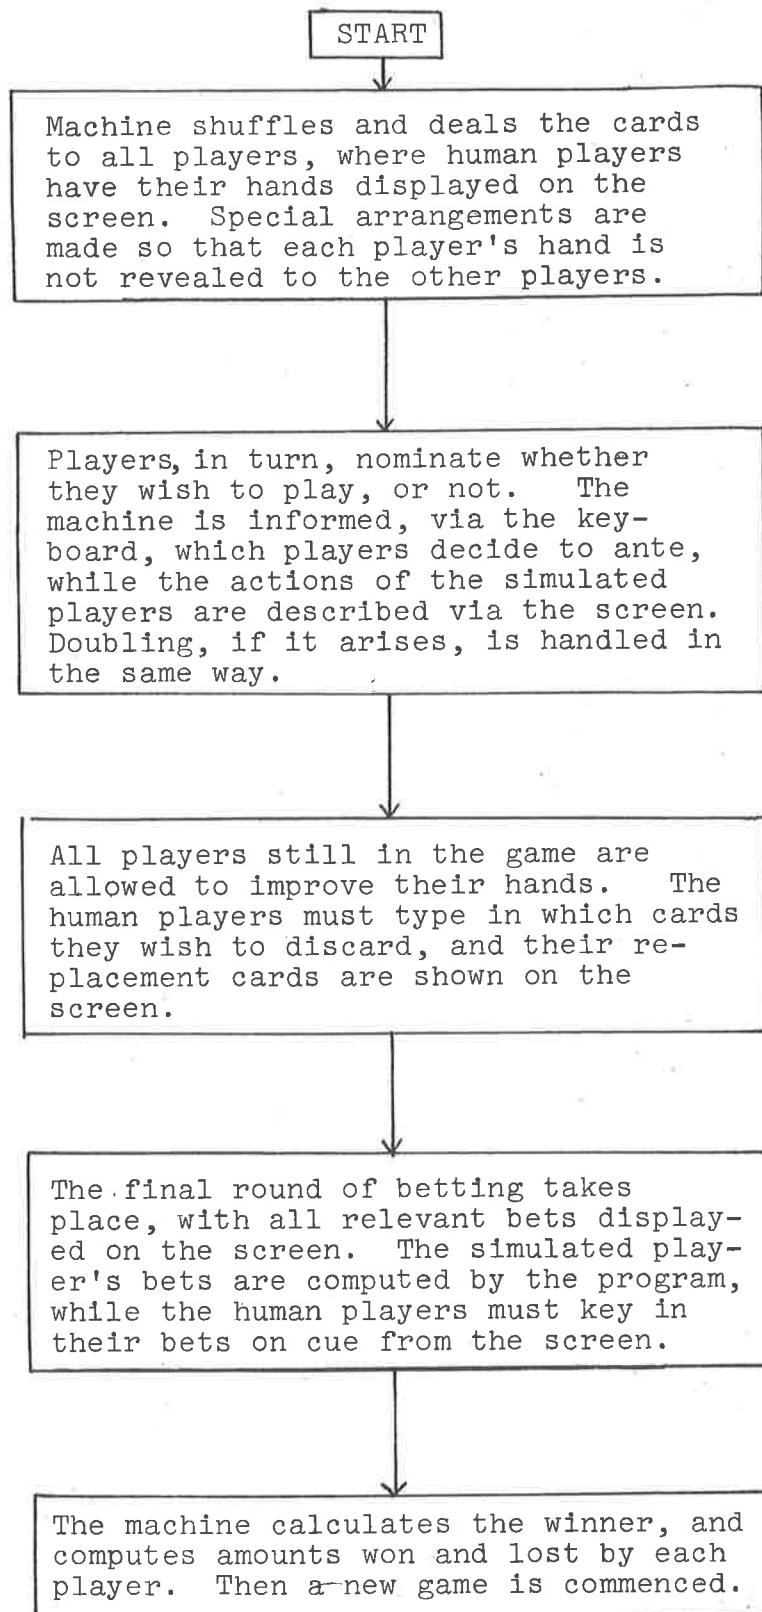 START
Machine shuffles and deals the cards
to all players, where human players
have their hands displayed on the
screen. Special arrangements are
made so that each player's hand is
not revealed to the other players.
Players, in turn, nominate whether
they wish to play, or not. The
machine is informed, via the key-
board, which players decide to ante,
while the actions of the simulated
players are described via the screen.
Doubling, if it arises, is handled in
the same way.
All players still in the game are
allowed to improve their hands. The
human players must type in which cards
they wish to discard, and their re-
placement cards are shown on the
screen.
The final round of betting takes
place, with all relevant bets display-
ed on the screen. The simulated play-
er's bets are computed by the program,
while the human players must key in
their bets on cue from the screen.
The machine calculates the winner, and
computes amounts won and lost by each
player. Then a new game is commenced.